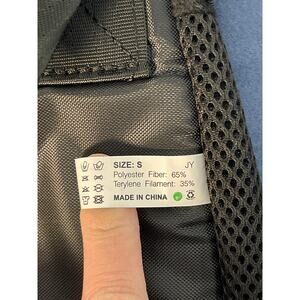 SIZE: S JY
Polyester Fiber: 65%
Terylene Filament: 35%
MADE IN CHINA